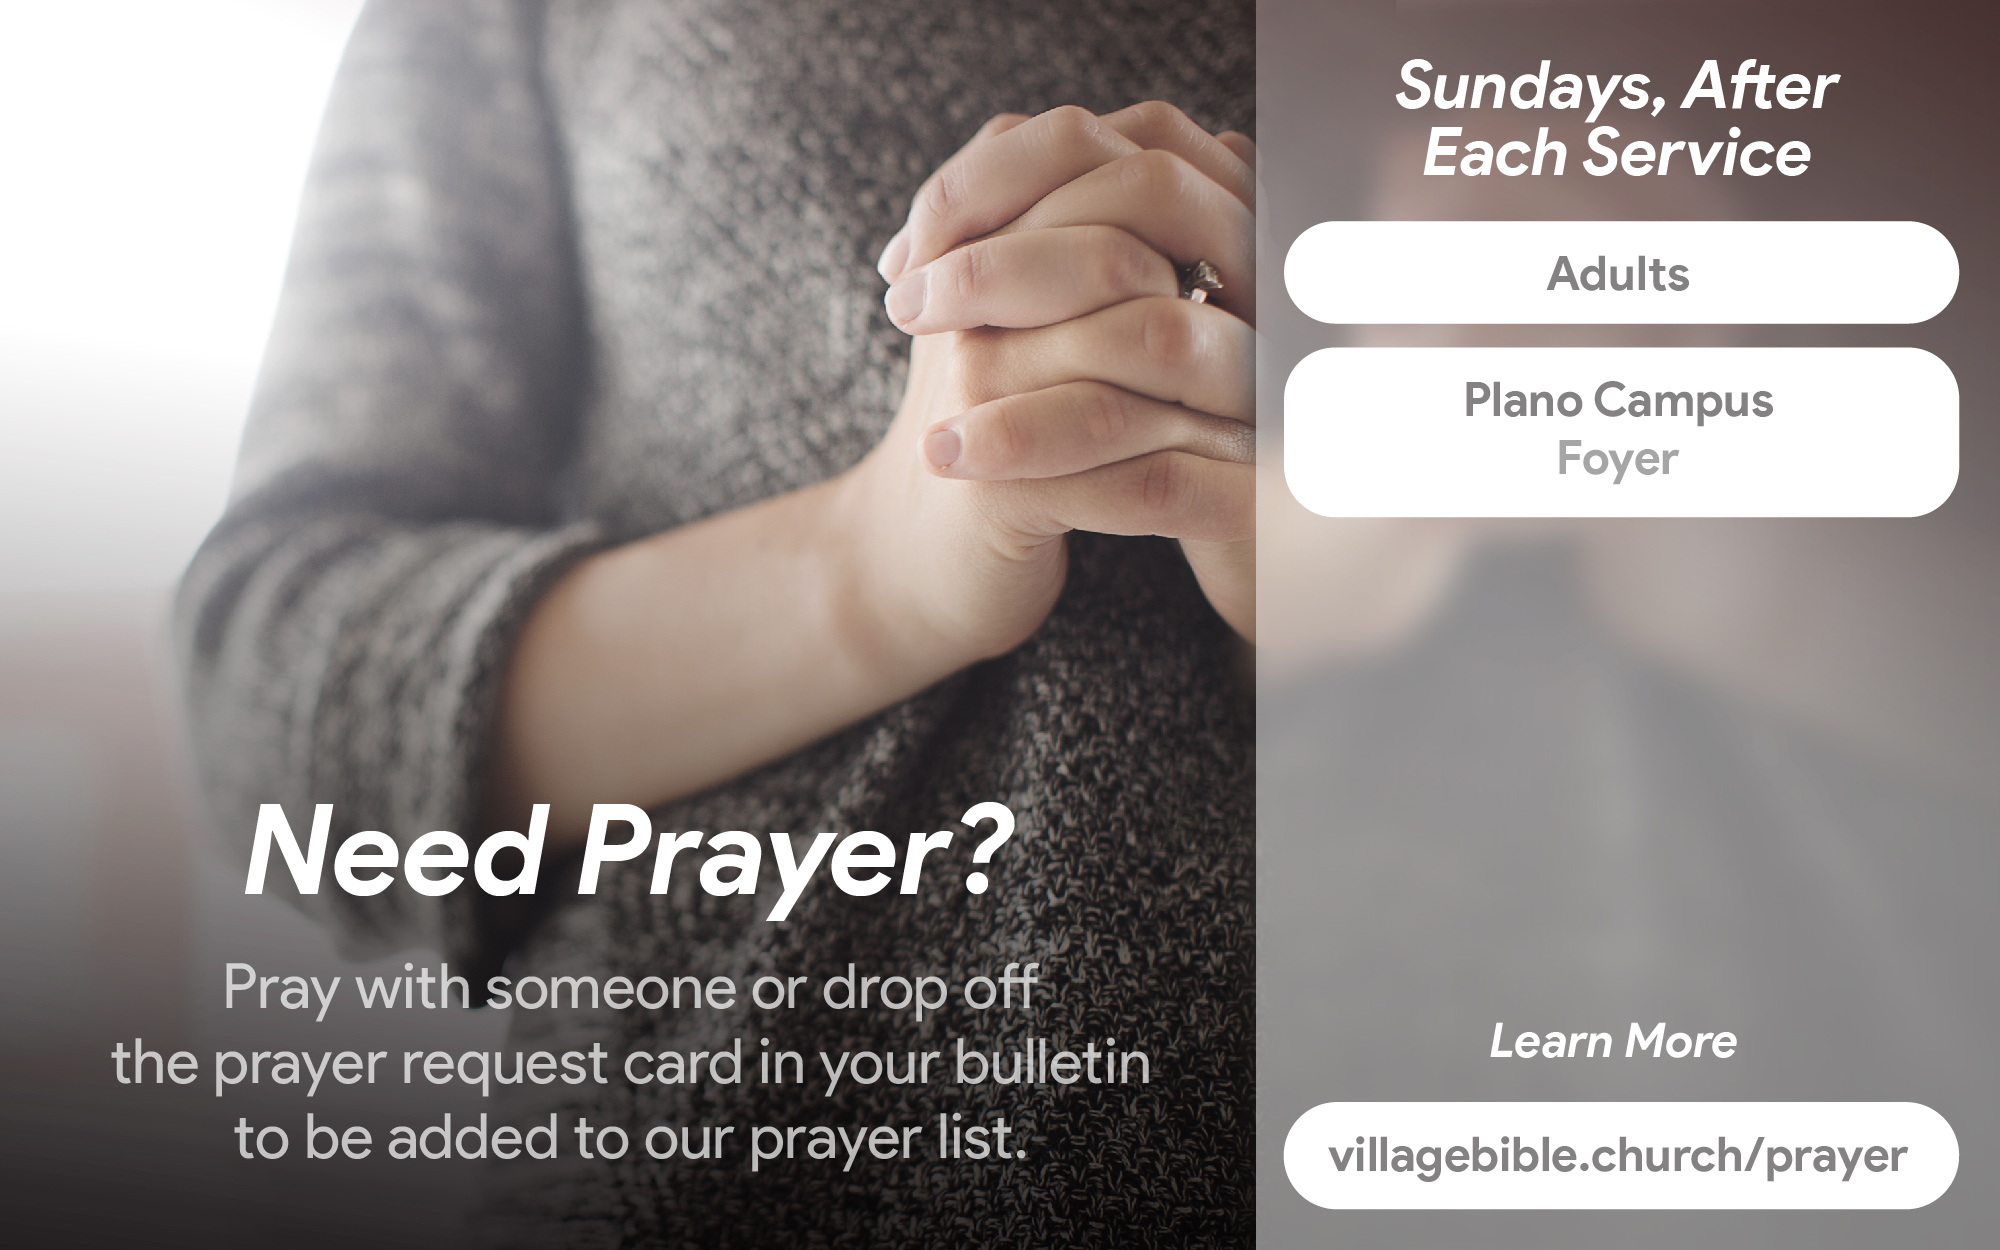 Need Prayer?
Pray with someone or drop off
the prayer request card in your bulletin
to be added to our prayer list.
Sundays, After
Each Service
Adults
Plano Campus
Foyer
Learn More
villagebible.church/prayer